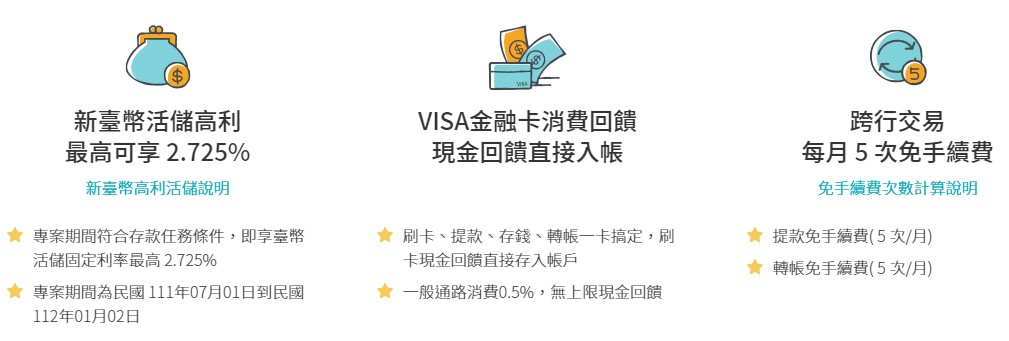 新臺幣活儲高利
最高可享 2.725%
新臺幣高利活儲說明
專案期間符合存款任務條件，即享臺幣
活儲固定利率最高 2.725%
專案期間為民國 111年07月01日到民國
112年01月02日
VISA
VISA金融卡消費回饋
現金回饋直接入帳
刷卡、提款、存錢、轉帳一卡搞定，刷
卡現金回饋直接存入帳戶
一般通路消費0.5%，無上限現金回饋
5
跨行交易
每月 5 次免手續費
免手續費次數計算說明
提款免手續費( 5 次/月)
轉帳免手續費( 5 次/月)